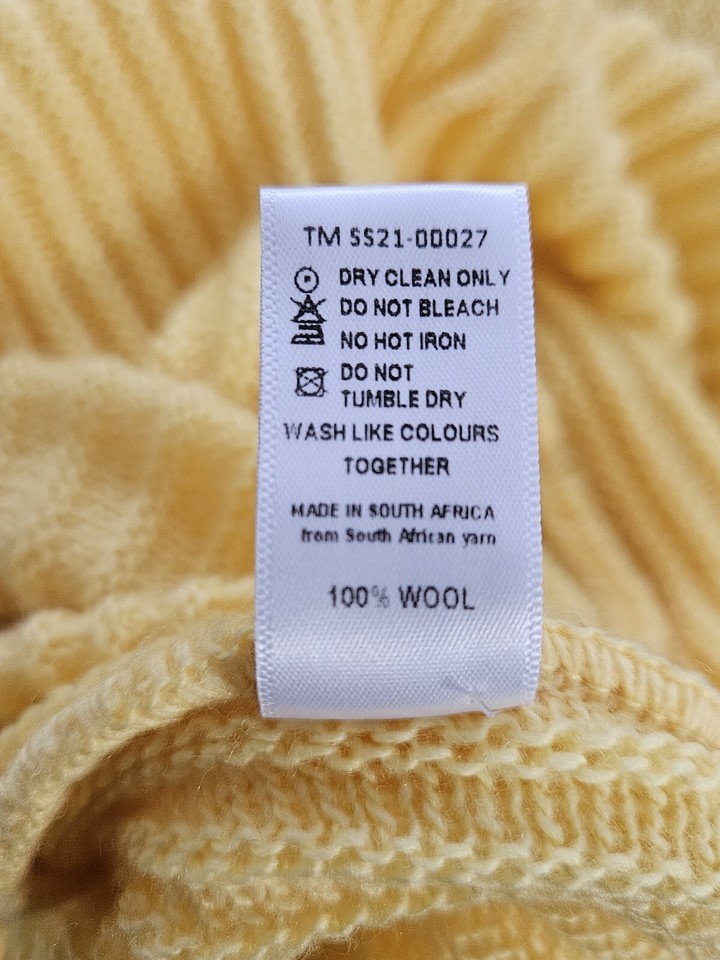 TM SS21-00027
DRY CLEAN ONLY
DO NOT BLEACH
NO HOT IRON
DO NOT
TUMBLE DRY
WASH LIKE COLOURS
TOGETHER
MADE IN SOUTH AFRICA
from South African yarn
100% WOOL